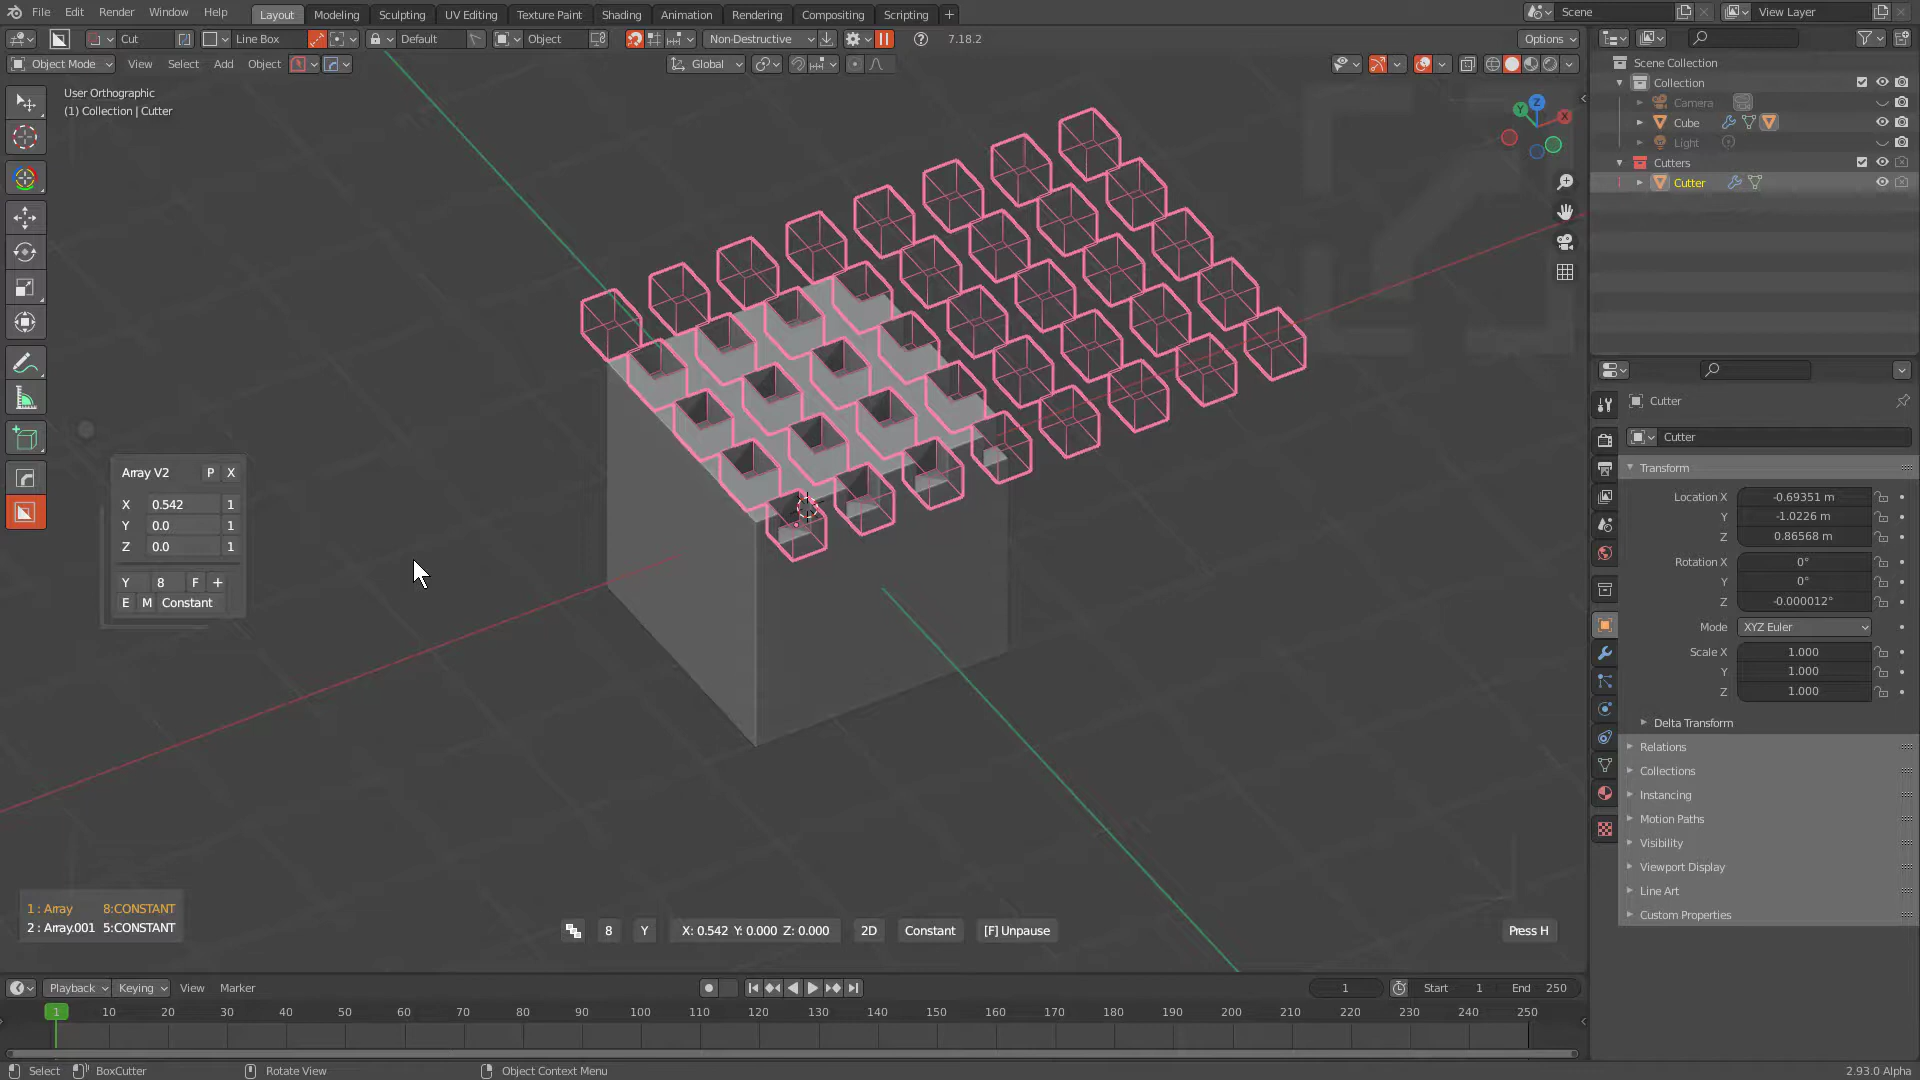 File Edit Render Window Help Layout Modeling Sculpting UV Editing Texture Paint Shading Animation Rendering Compositing Scripting + Scene View Layer
Cut Line Box Default Object Non-Destructive 7.18.2 Options
Object Mode View Select Add Object Global
User Orthographic
(1) Collection | Cutter
Z
Y
X
Scene Collection
Collection
Camera
Cube
Light
Cutters
Cutter
Cutter
Cutter
Transform
Location X -0.69351 m
Y -1.0226 m
Z 0.86568 m
Rotation X 0°
Y 0°
Z -0.000012°
Mode XYZ Euler
Scale X 1.000
Y 1.000
Z 1.000
Delta Transform
Relations
Collections
Instancing
Motion Paths
Visibility
Viewport Display
Line Art
Custom Properties
Array V2 P X
X 0.542 1
Y 0.0 1
Z 0.0 1
Y 8 F +
E M Constant
1 : Array 8:CONSTANT
2 : Array.001 5:CONSTANT
8 Y X: 0.542 Y: 0.000 Z: 0.000 2D Constant [F] Unpause
Press H
Playback Keying View Marker 1 Start 1 End 250
1 10 20 30 40 50 60 70 80 90 100 110 120 130 140 150 160 170 180 190 200 210 220 230 240 250
Select BoxCutter Rotate View Object Context Menu 2.93.0 Alpha